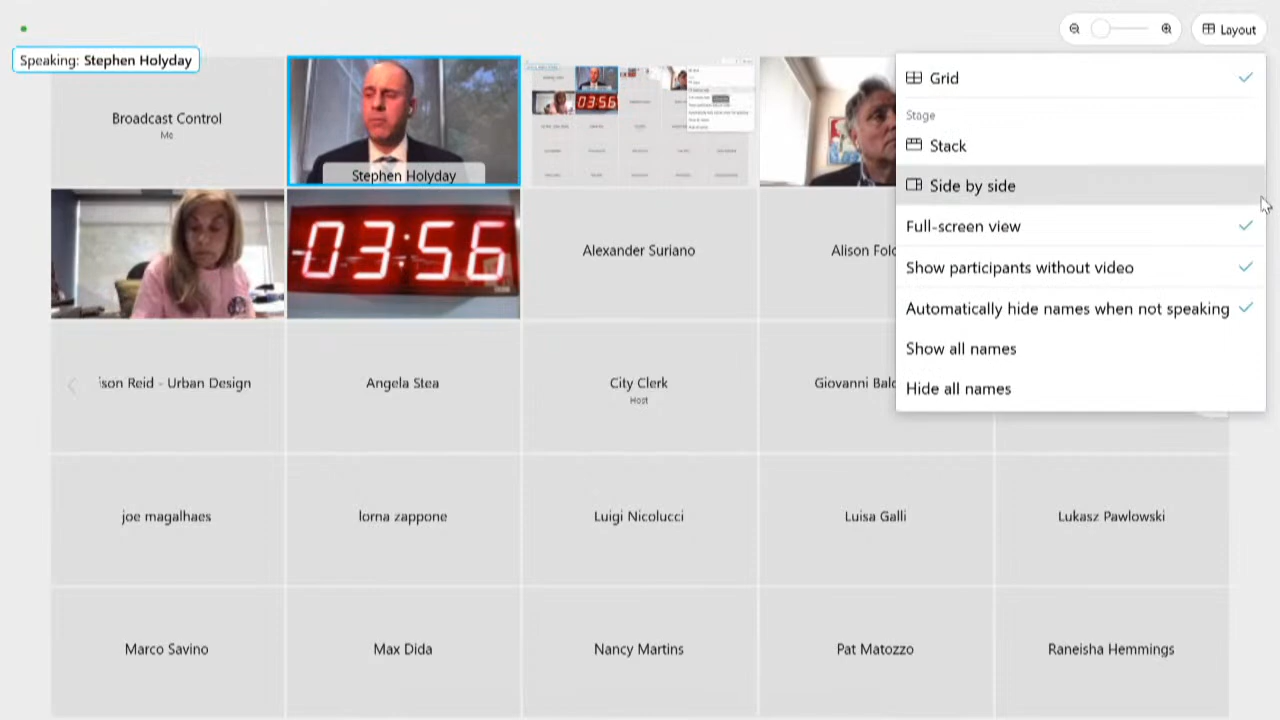 Layout
Speaking: Stephen Holyday
Broadcast Control
Me
Stephen Holyday
Grid
Stage
Stack
Side by side
Full-screen view
Show participants without video
Automatically hide names when not speaking
Show all names
Hide all names
03:56
03:56
Alexander Suriano
Alison
son Reid - Urban Design
Angela Stea
City Clerk
Host
Giovanni
joe magalhaes
lorna zappone
Luigi Nicolucci
Luisa Galli
Lukasz Pawlowski
Marco Savino
Max Dida
Nancy Martins
Pat Matozzo
Raneisha Hemmings